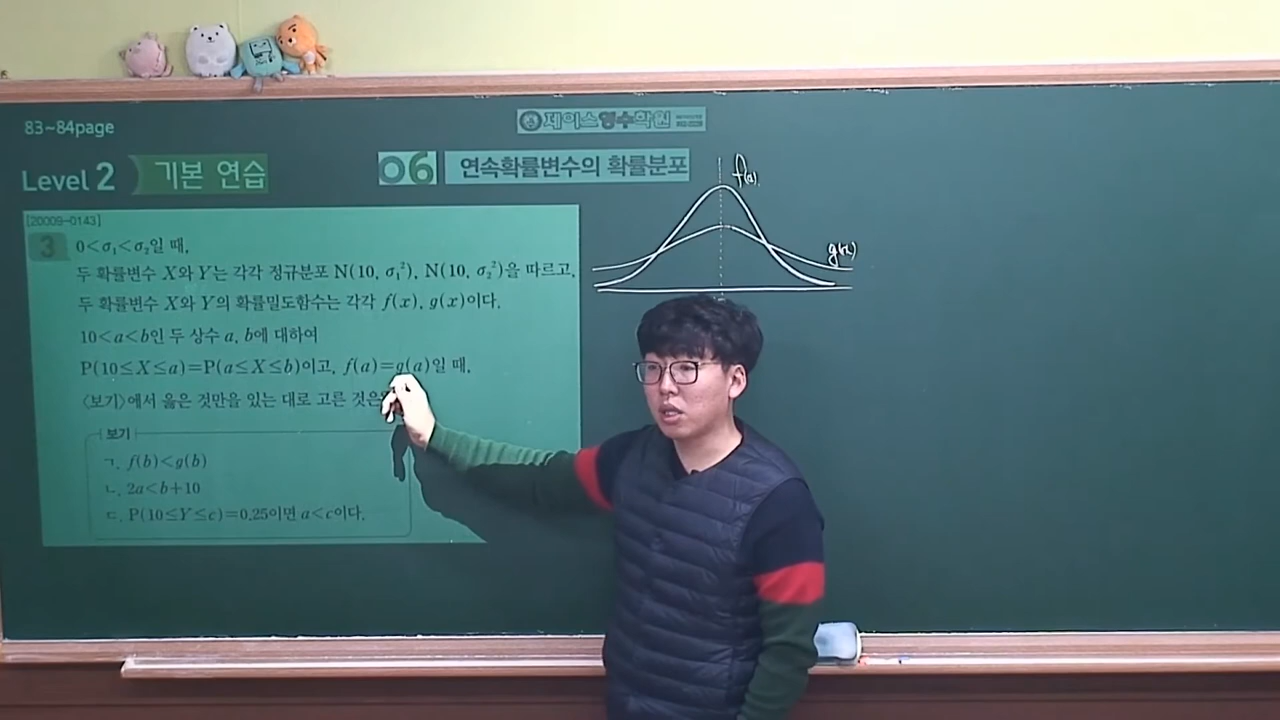 83~84page
제이스영수학원
Level 2 기본 연습
06 연속확률변수의 확률분포
[20009-0143]
3 0<σ₁<σ₂일 때,
두 확률변수 X와 Y는 각각 정규분포 N(10, σ₁²), N(10, σ₂²)을 따르고,
두 확률변수 X와 Y의 확률밀도함수는 각각 f(x), g(x)이다.
10<a<b인 두 상수 a, b에 대하여
P(10≤X≤a)=P(a≤X≤b)이고, f(a)=g(a)일 때,
〈보기〉에서 옳은 것만을 있는 대로 고른 것은
보기
ㄱ. f(b)<g(b)
ㄴ. 2a<b+10
ㄷ. P(10≤Y≤c)=0.25이면 a<c이다.
f(x).
g(x)